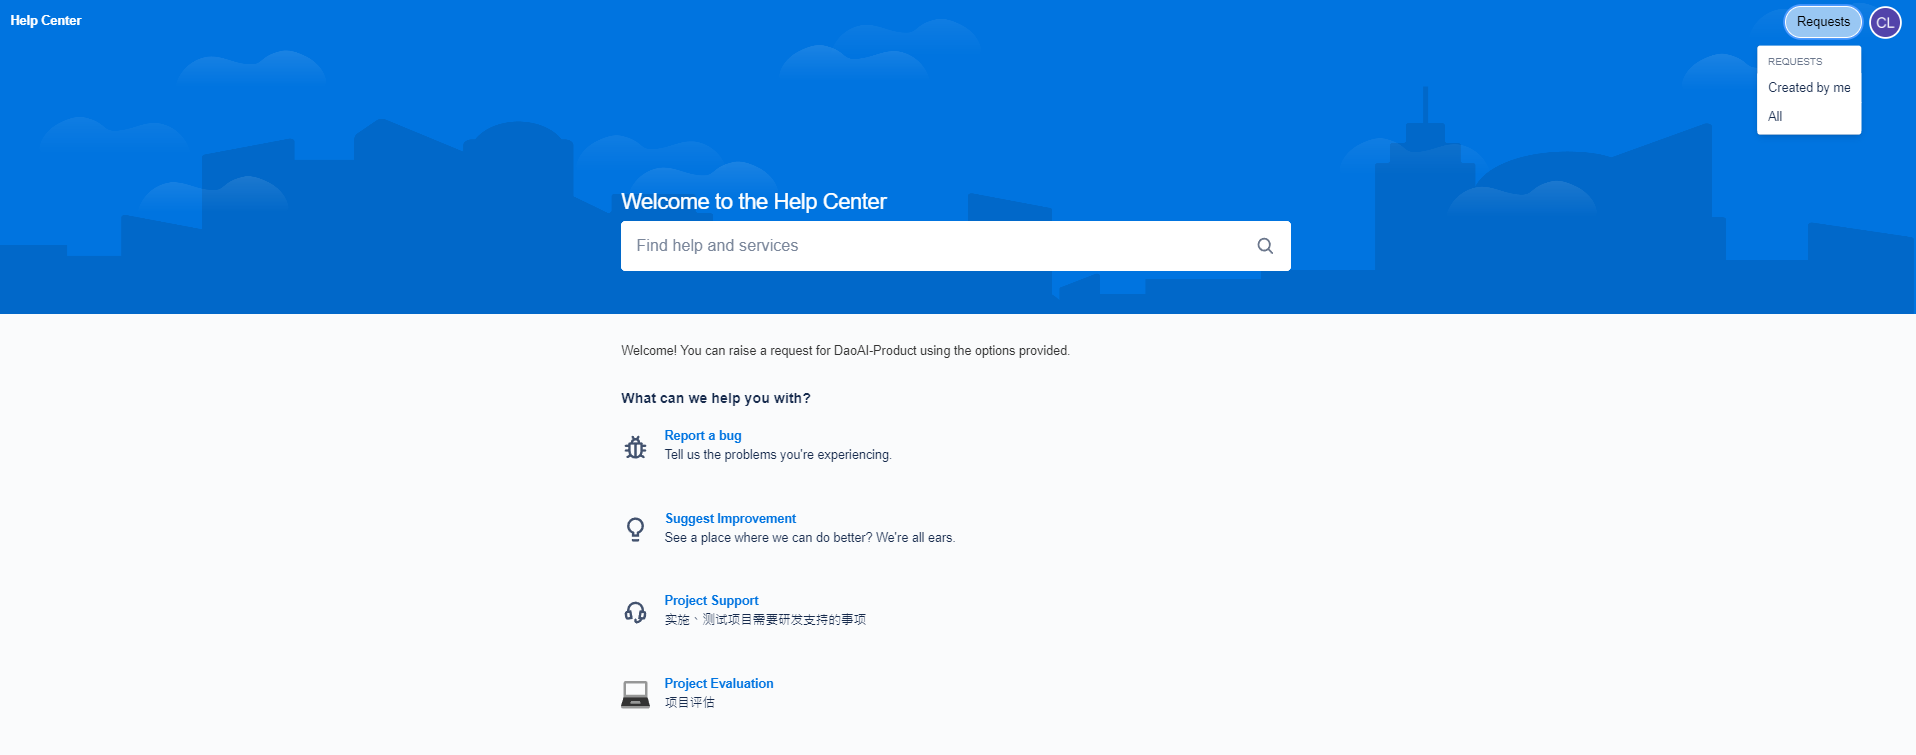 Help Center
Requests
CL
REQUESTS
Created by me
All
Welcome to the Help Center
Find help and services
Welcome! You can raise a request for DaoAI-Product using the options provided.
What can we help you with?
Report a bug
Tell us the problems you're experiencing.
Suggest Improvement
See a place where we can do better? We're all ears.
Project Support
实施、测试项目需要研发支持的事项
Project Evaluation
项目评估